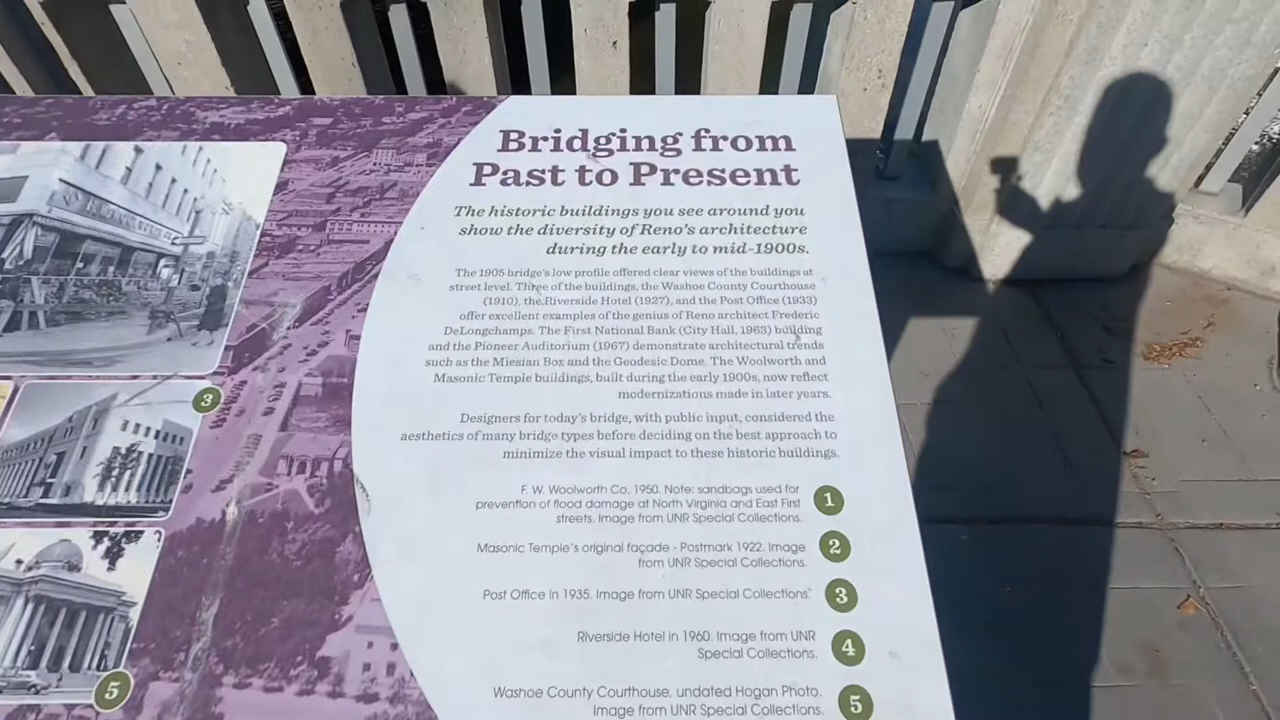 Bridging from
Past to Present
The historic buildings you see around you
show the diversity of Reno's architecture
during the early to mid-1900s.
The 1905 bridge's low profile offered clear views of the buildings at
street level. Three of the buildings, the Washoe County Courthouse
(1910), the Riverside Hotel (1927), and the Post Office (1933)
offer excellent examples of the genius of Reno architect Frederic
DeLongchamps. The First National Bank (City Hall, 1963) building
and the Pioneer Auditorium (1967) demonstrate architectural trends
such as the Miesian Box and the Geodesic Dome. The Woolworth and
Masonic Temple buildings, built during the early 1900s, now reflect
modernizations made in later years.
Designers for today's bridge, with public input, considered the
aesthetics of many bridge types before deciding on the best approach to
minimize the visual impact to these historic buildings.
F. W. Woolworth Co. 1950. Note: sandbags used for
prevention of flood damage at North Virginia and East First
streets. Image from UNR Special Collections.
1
Masonic Temple's original façade - Postmark 1922. Image
from UNR Special Collections.
2
Post Office in 1935. Image from UNR Special Collections
3
Riverside Hotel in 1960. Image from UNR
Special Collections.
4
Washoe County Courthouse, undated Hogan Photo.
Image from UNR Special Collections.
5
3
5